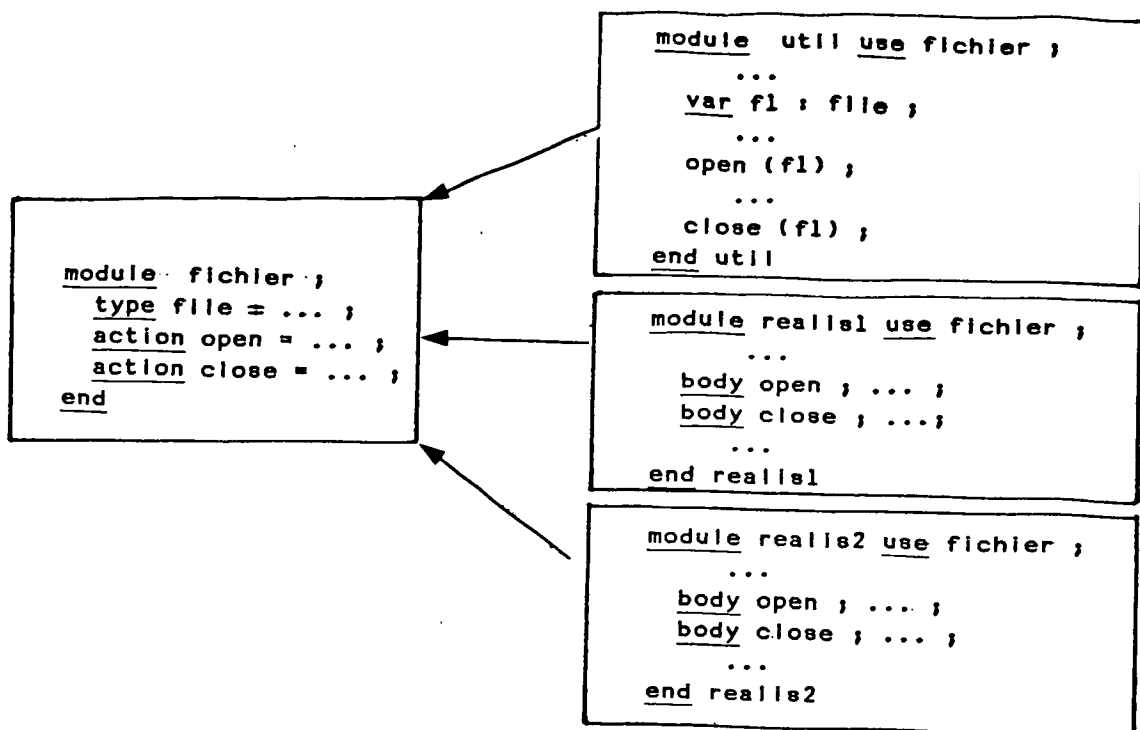 module fichier ;
type file = ... ;
action open = ... ;
action close = ... ;
end
module util use fichier ;
...
var f1 : file ;
...
open (f1) ;
...
close (f1) ;
end util
module realis1 use fichier ;
...
body open ; ... ;
body close ; ...;
...
end realis1
module realis2 use fichier ;
...
body open ; ... ;
body close ; ... ;
...
end realis2